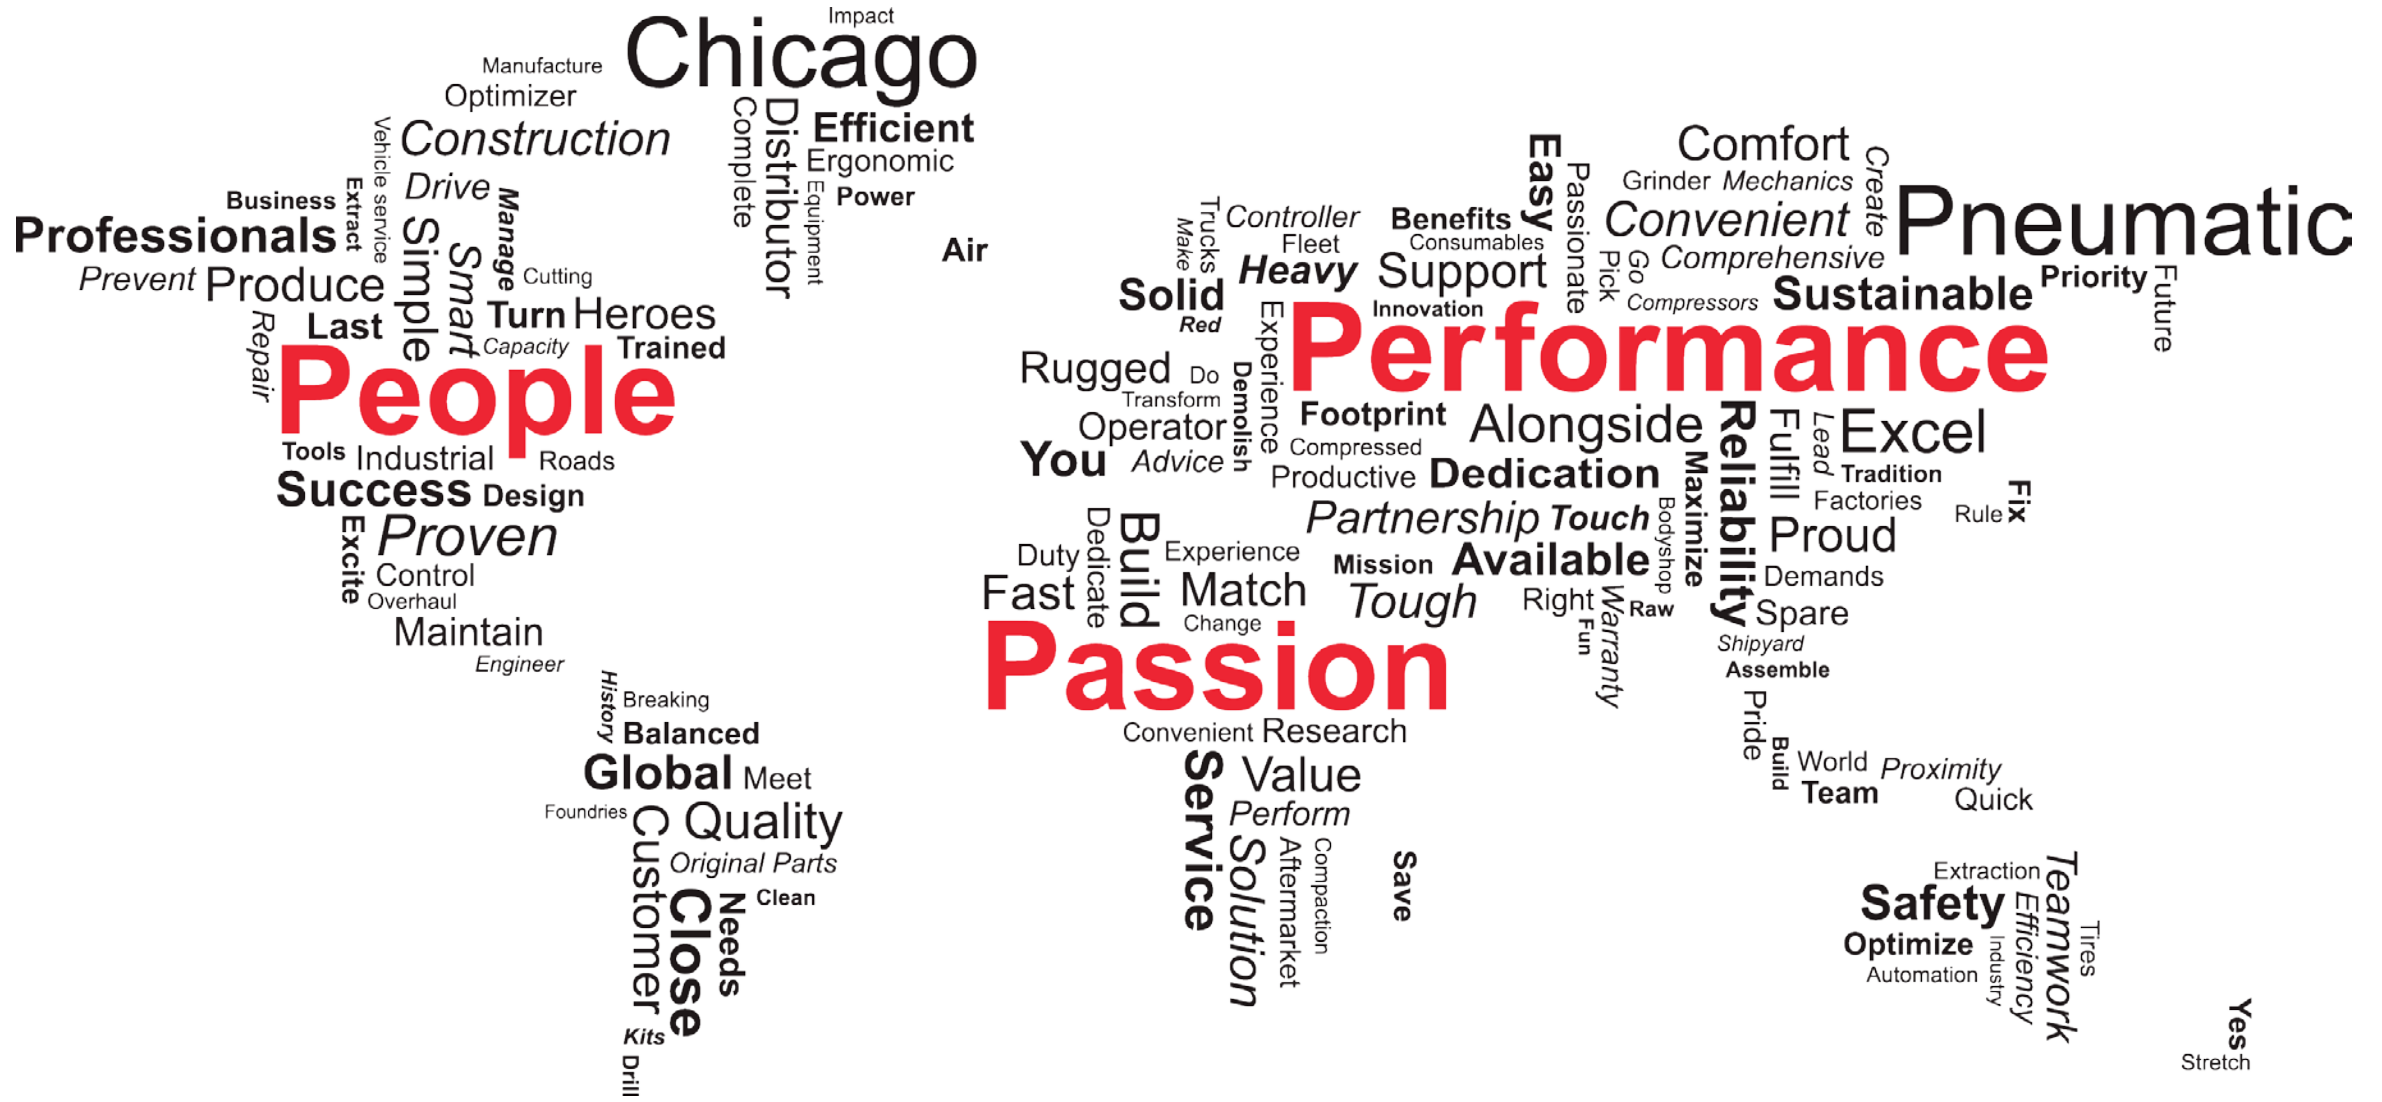 Impact
Chicago
Manufacture
Optimizer
Vehicle service
Construction
Complete
Distributor
Efficient
Ergonomic
Equipment
Power
Air
Business
Extract
Drive
Manage
Professionals
Prevent
Produce
Simple
Smart
Cutting
Repair
Last
Turn
Heroes
Capacity
Trained
People
Tools
Industrial
Roads
Success
Design
Excite
Proven
Control
Overhaul
Maintain
Engineer
History
Breaking
Balanced
Global
Meet
Foundries
Customer
Quality
Original Parts
Close
Needs
Clean
Kits
Drill
Easy
Passionate
Comfort
Create
Grinder
Mechanics
Pneumatic
Trucks
Make
Controller
Benefits
Convenient
Fleet
Consumables
Pick
Go
Comprehensive
Heavy
Support
Solid
Red
Innovation
Compressors
Sustainable
Priority
Future
Experience
Performance
Rugged
Do
Transform
Demolish
Operator
You
Advice
Footprint
Compressed
Productive
Alongside
Dedication
Maximize
Reliability
Fulfill
Lead
Excel
Tradition
Factories
Rule
Fix
Partnership
Touch
Bodyshop
Proud
Duty
Dedicate
Build
Experience
Mission
Available
Demands
Fast
Match
Tough
Right
Warranty
Raw
Spare
Change
Fun
Shipyard
Assemble
Passion
Convenient
Research
Pride
Build
World
Proximity
Team
Quick
Service
Value
Perform
Solution
Aftermarket
Compaction
Save
Extraction
Teamwork
Safety
Efficiency
Tires
Optimize
Industry
Automation
Yes
Stretch